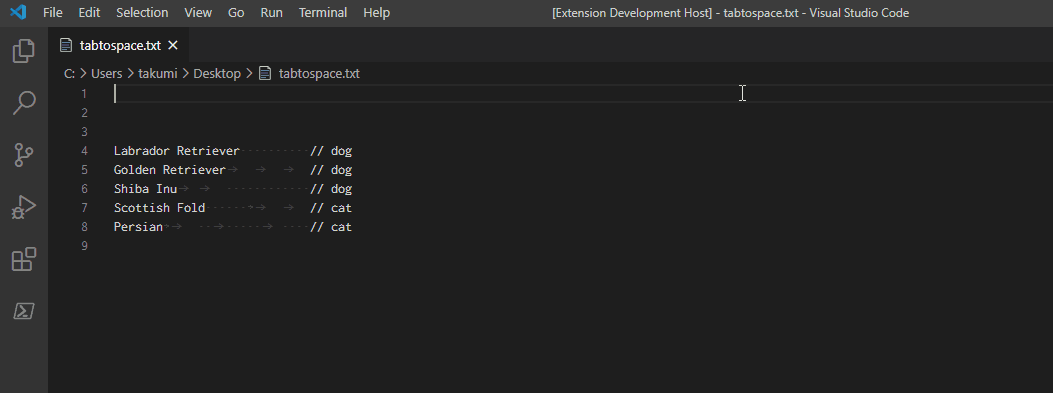 File Edit Selection View Go Run Terminal Help [Extension Development Host] - tabtospace.txt - Visual Studio Code
tabtospace.txt
C: > Users > takumi > Desktop > tabtospace.txt
1
2
3
4 Labrador Retriever // dog
5 Golden Retriever // dog
6 Shiba Inu // dog
7 Scottish Fold // cat
8 Persian // cat
9